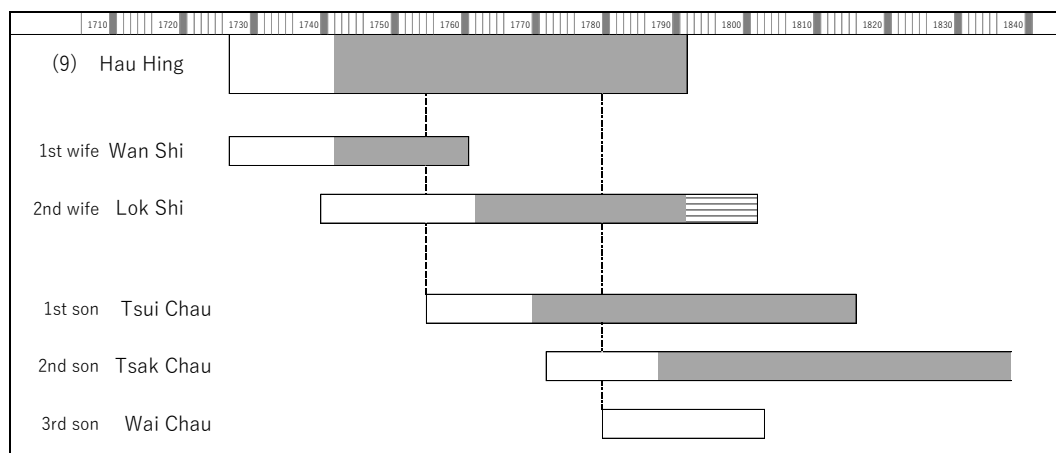 1710 1720 1730 1740 1750 1760 1770 1780 1790 1800 1810 1820 1830 1840
(9) Hau Hing
1st wife Wan Shi
2nd wife Lok Shi
1st son Tsui Chau
2nd son Tsak Chau
3rd son Wai Chau